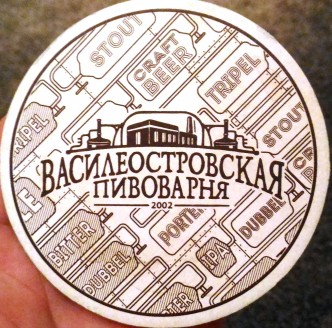 STOUT
CRAFT
BEER
TRIPEL
TRIPEL
STOUT
ВАСИЛЕОСТРОВСКАЯ
ПИВОВАРНЯ
2002
BITTER
DUBBEL
PORTER
IPA
DUBBEL